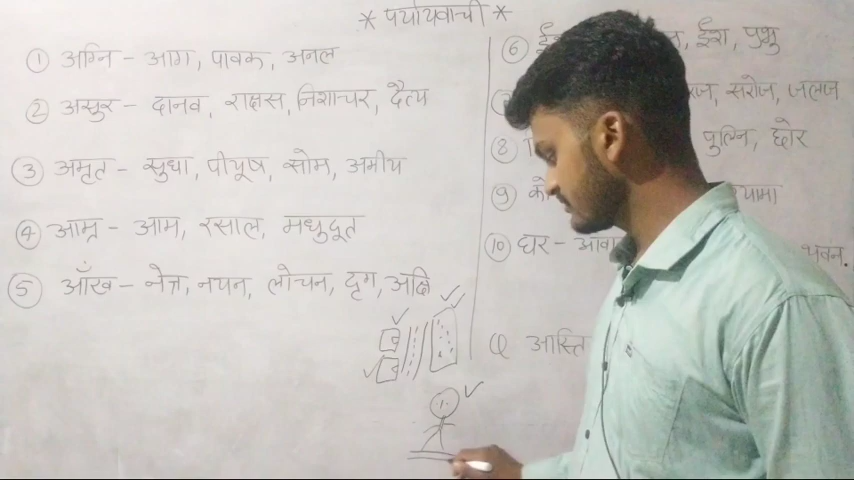 * पर्यायवाची *
① अग्नि - आग, पावक, अनल
② असुर - दानव, राक्षस, निशाचर, दैत्य
③ अमृत - सुधा, पीयूष, सोम, अमीय
④ आम्र - आम, रसाल, मधुदूत
⑤ आँख - नेत्र, नयन, लोचन, दृग, अक्षि
⑥ ईश, प्रभु
सरोज, जलज
⑧ पुलिन, छोर
⑨ को
⑩ घर - आवा भवन.
Q आस्ति